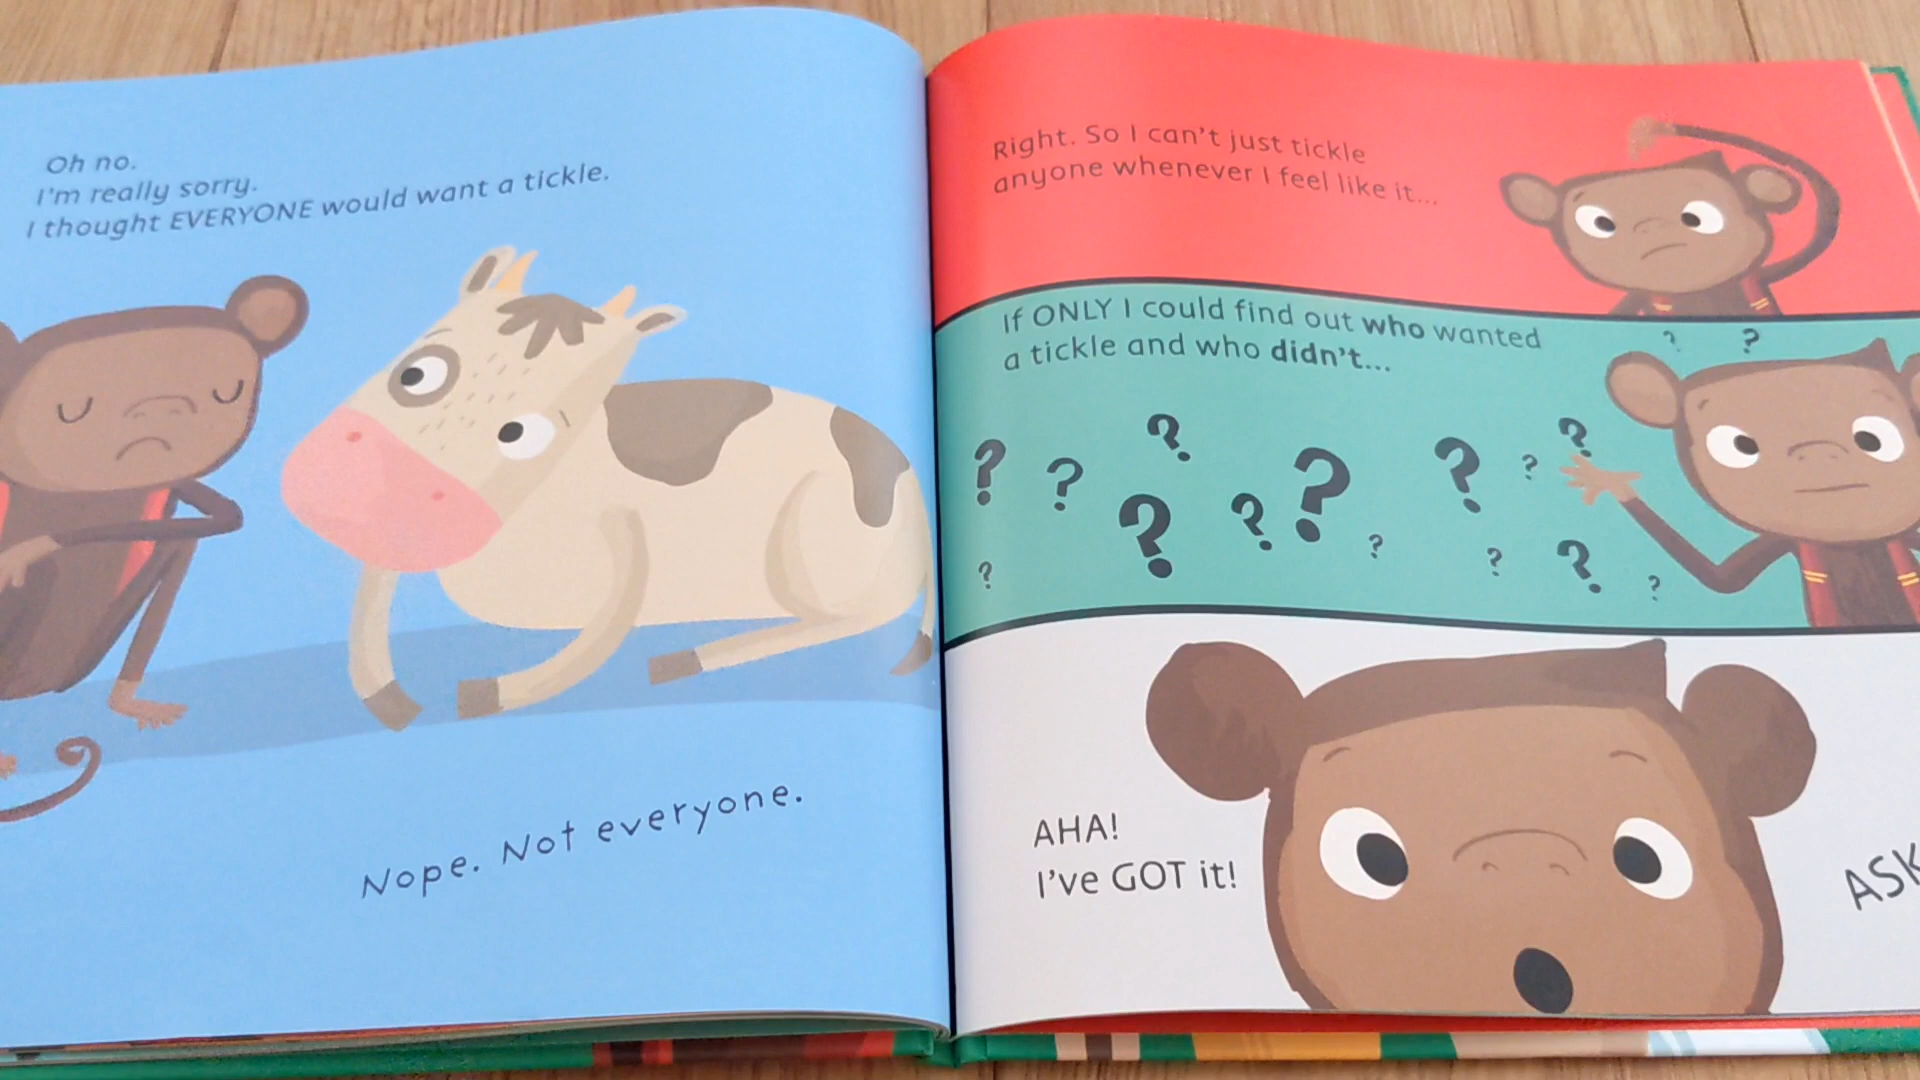 Oh no.
I'm really sorry.
I thought EVERYONE would want a tickle.
Nope. Not everyone.
Right. So I can't just tickle
anyone whenever I feel like it...
If ONLY I could find out who wanted
a tickle and who didn't...
? ?
? ? ? ? ? ? ? ? ? ? ? ? ? ? ?
AHA!
I've GOT it!
ASK